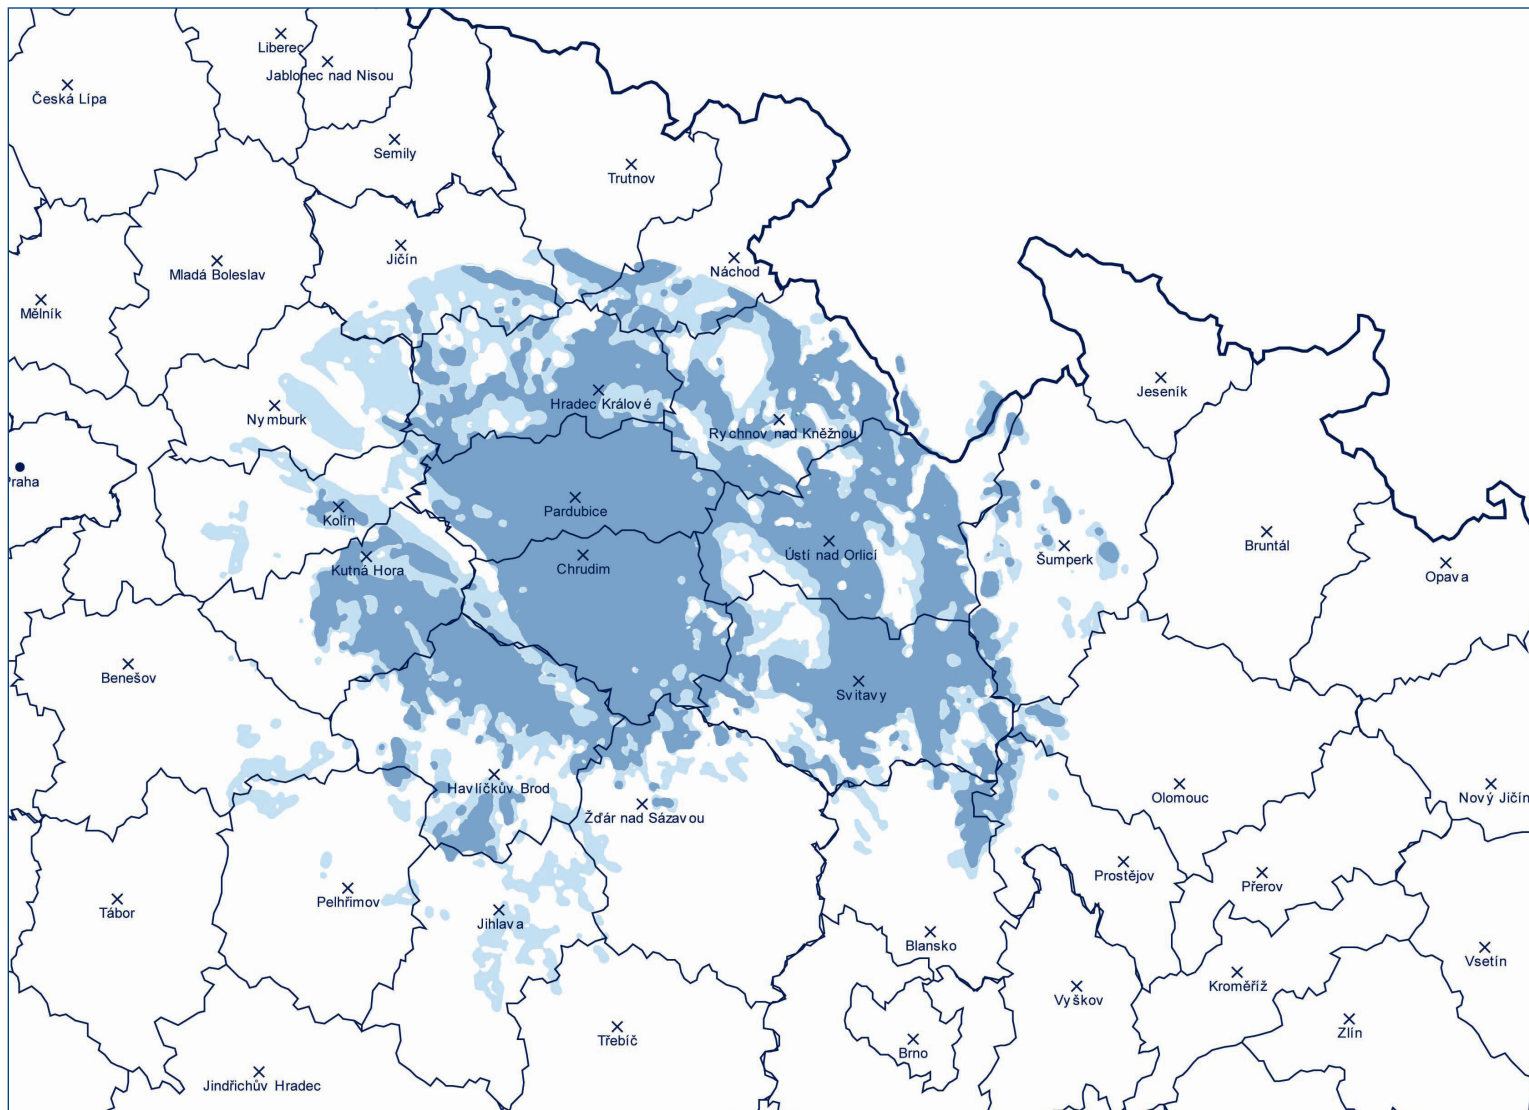 Liberec
Jablonec nad Nisou
Česká Lípa
Semily
Trutnov
Jičín
Náchod
Mladá Boleslav
Mělník
Jeseník
Hradec Králové
Nymburk
Rychnov nad Kněžnou
Praha
Pardubice
Kolín
Bruntál
Ústí nad Orlicí
Šumperk
Chrudim
Kutná Hora
Opava
Benešov
Svitavy
Havlíčkův Brod
Olomouc
Nový Jičín
Žďár nad Sázavou
Prostějov
Přerov
Pelhřimov
Tábor
Jihlava
Blansko
Vsetín
Kroměříž
Vyškov
Zlín
Třebíč
Brno
Jindřichův Hradec